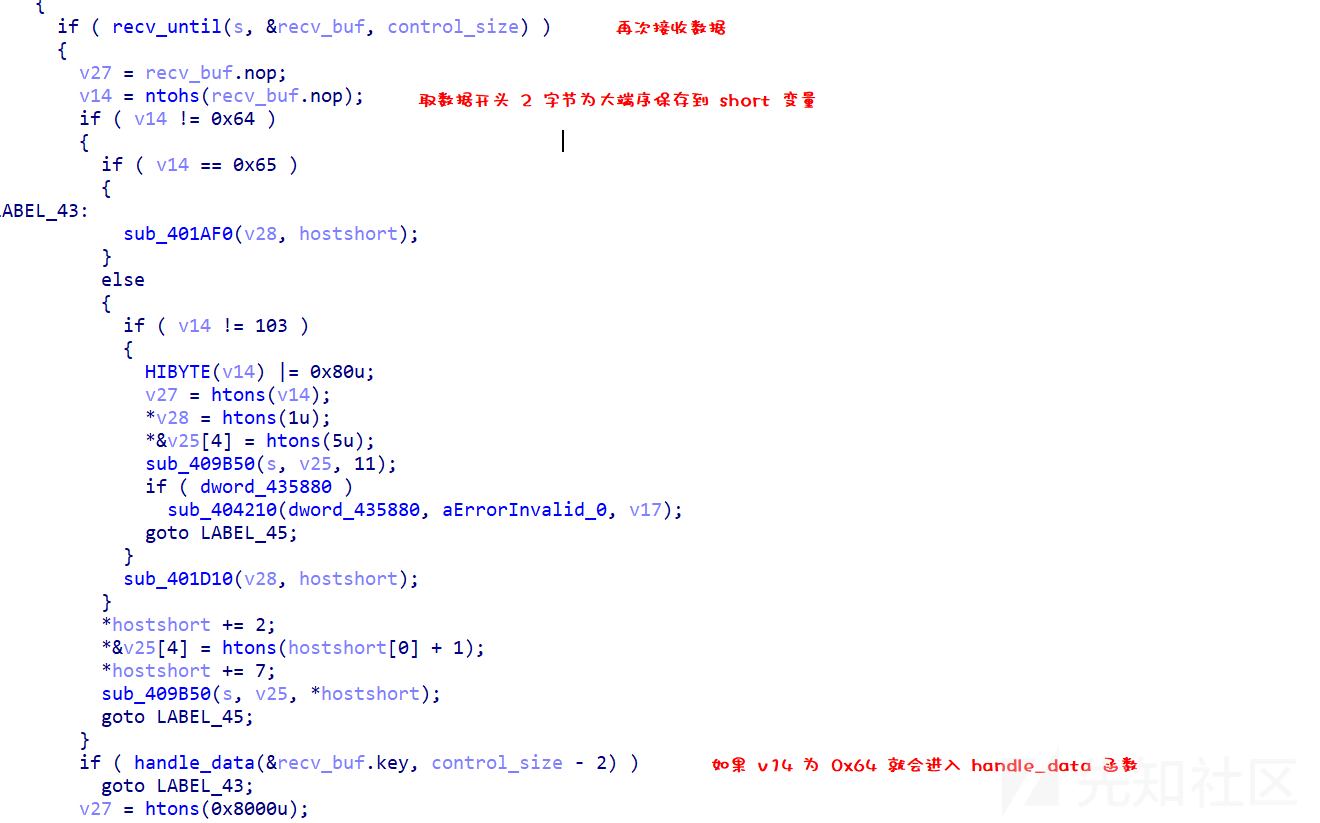 {
if ( recv_until(s, &recv_buf, control_size) ) 再次接收数据
{
v27 = recv_buf.nop;
v14 = ntohs(recv_buf.nop); 取数据开头 2 字节为大端序保存到 short 变量
if ( v14 != 0x64 )
{
if ( v14 == 0x65 )
{
LABEL_43:
sub_401AF0(v28, hostshort);
}
else
{
if ( v14 != 103 )
{
HIBYTE(v14) |= 0x80u;
v27 = htons(v14);
*v28 = htons(1u);
*&v25[4] = htons(5u);
sub_409B50(s, v25, 11);
if ( dword_435880 )
sub_404210(dword_435880, aErrorInvalid_0, v17);
goto LABEL_45;
}
sub_401D10(v28, hostshort);
}
*hostshort += 2;
*&v25[4] = htons(hostshort[0] + 1);
*hostshort += 7;
sub_409B50(s, v25, *hostshort);
goto LABEL_45;
}
if ( handle_data(&recv_buf.key, control_size - 2) ) 如果 v14 为 0x64 就会进入 handle_data 函数
goto LABEL_43;
v27 = htons(0x8000u);
先知社区